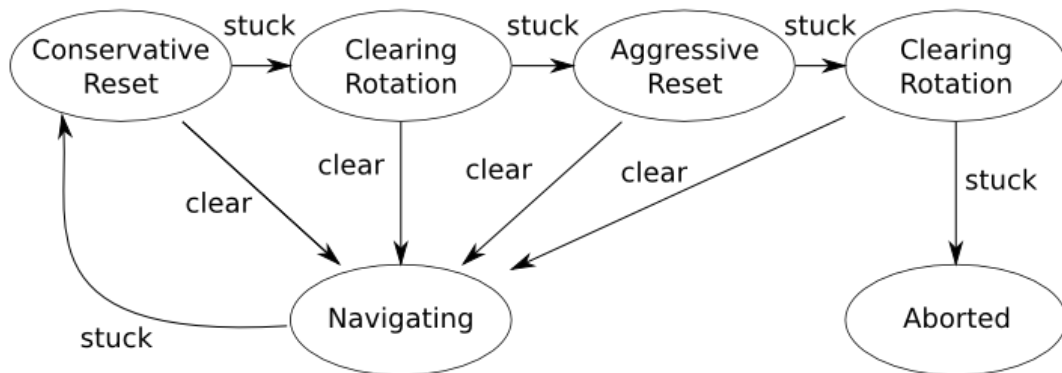 stuck
stuck
stuck
Conservative
Reset
Clearing
Rotation
Aggressive
Reset
Clearing
Rotation
clear
clear
clear
clear
stuck
stuck
Navigating
Aborted